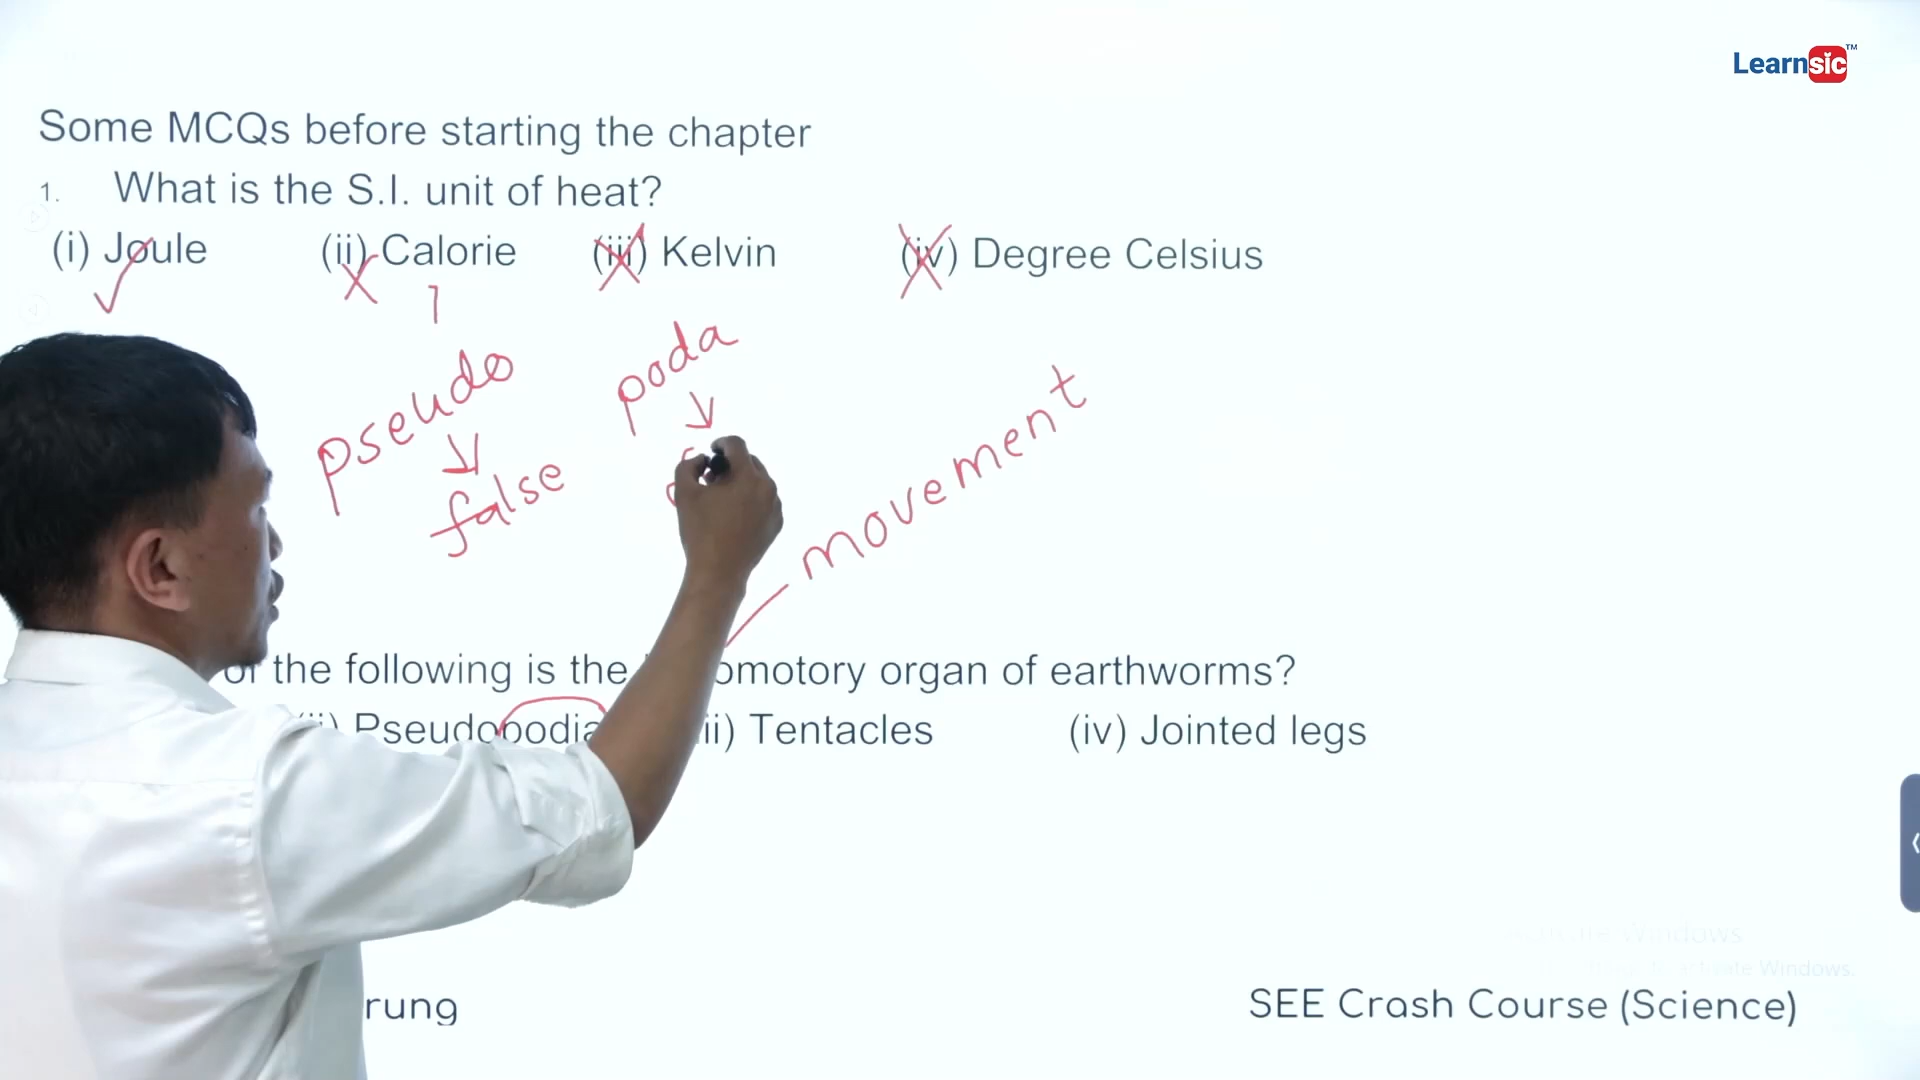 Learnsic™
Some MCQs before starting the chapter
1. What is the S.I. unit of heat?
(i) Joule (ii) Calorie (iii) Kelvin (iv) Degree Celsius
pseudo poda
false
movement
of the following is the omotory organ of earthworms?
Pseudopodia ii) Tentacles (iv) Jointed legs
Windows
Windows.
rung SEE Crash Course (Science)